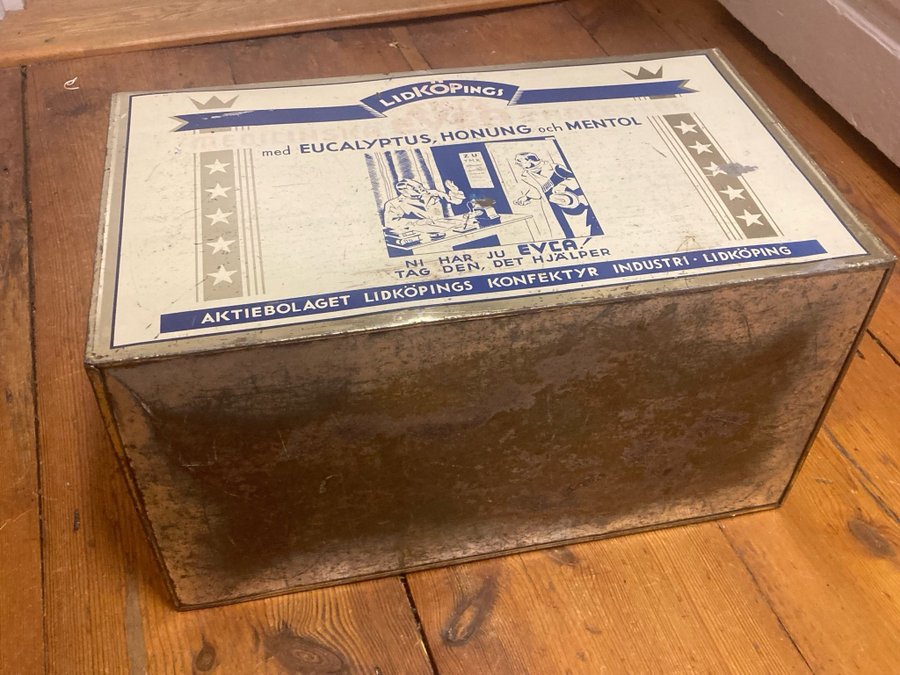 LIDKÖPINGS
med EUCALYPTUS, HONUNG och MENTOL
NI HAR JU EVCA!
TAG DEN, DET HJÄLPER
AKTIEBOLAGET LIDKÖPINGS KONFEKTYR INDUSTRI · LIDKÖPING